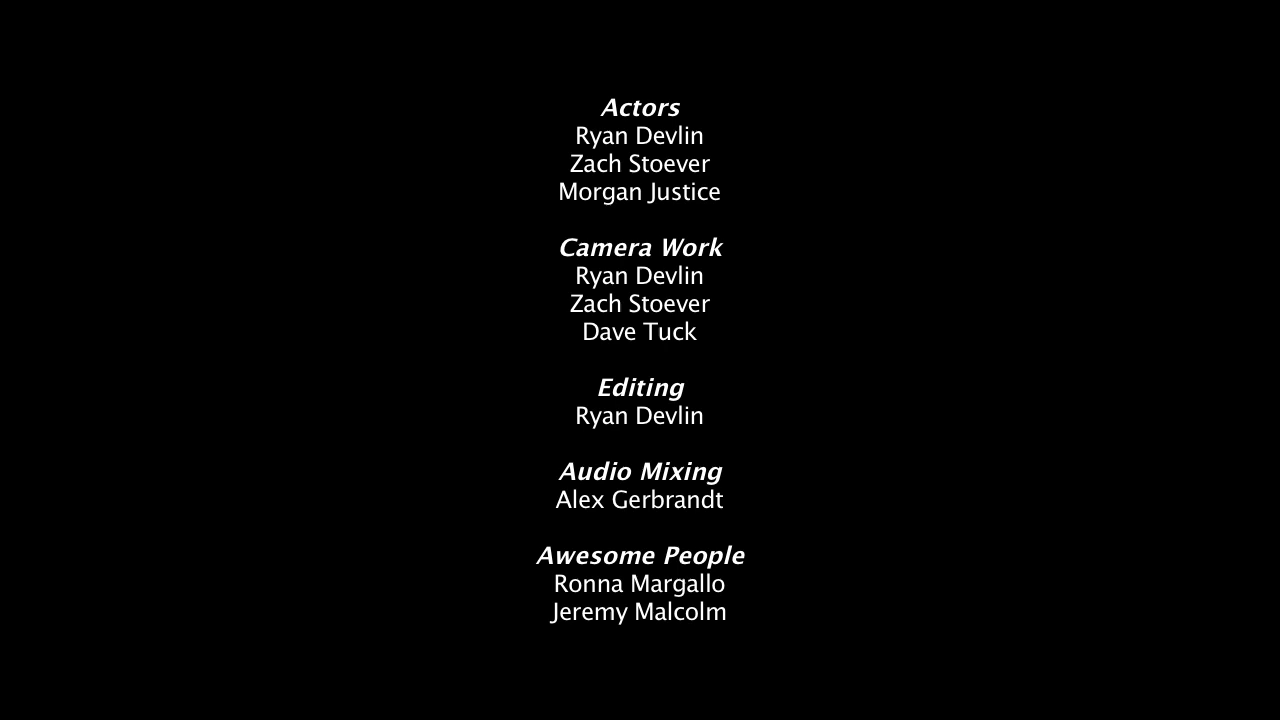 Actors
Ryan Devlin
Zach Stoever
Morgan Justice
Camera Work
Ryan Devlin
Zach Stoever
Dave Tuck
Editing
Ryan Devlin
Audio Mixing
Alex Gerbrandt
Awesome People
Ronna Margallo
Jeremy Malcolm